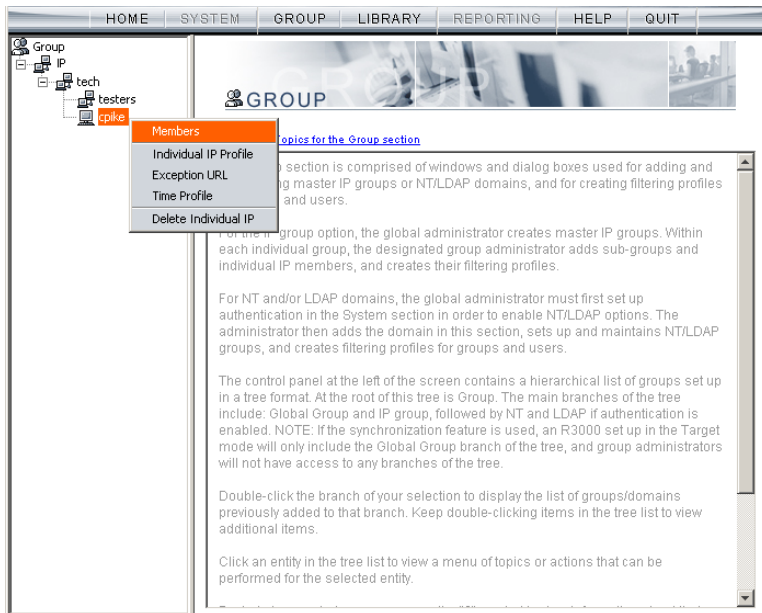 HOME SYSTEM GROUP LIBRARY REPORTING HELP QUIT
Group
IP
tech
testers
cpike
Members
Individual IP Profile
Exception URL
Time Profile
Delete Individual IP
GROUP
GROUP
opics for the Group section
section is comprised of windows and dialog boxes used for adding and
master IP groups or NT/LDAP domains, and for creating filtering profiles
and users.
group option, the global administrator creates master IP groups. Within
each individual group, the designated group administrator adds sub-groups and
individual IP members, and creates their filtering profiles.
For NT and/or LDAP domains, the global administrator must first set up
authentication in the System section in order to enable NT/LDAP options. The
administrator then adds the domain in this section, sets up and maintains NT/LDAP
groups, and creates filtering profiles for groups and users.
The control panel at the left of the screen contains a hierarchical list of groups set up
in a tree format. At the root of this tree is Group. The main branches of the tree
include: Global Group and IP group, followed by NT and LDAP if authentication is
enabled. NOTE: If the synchronization feature is used, an R3000 set up in the Target
mode will only include the Global Group branch of the tree, and group administrators
will not have access to any branches of the tree.
Double-click the branch of your selection to display the list of groups/domains
previously added to that branch. Keep double-clicking items in the tree list to view
additional items.
Click an entity in the tree list to view a menu of topics or actions that can be
performed for the selected entity.